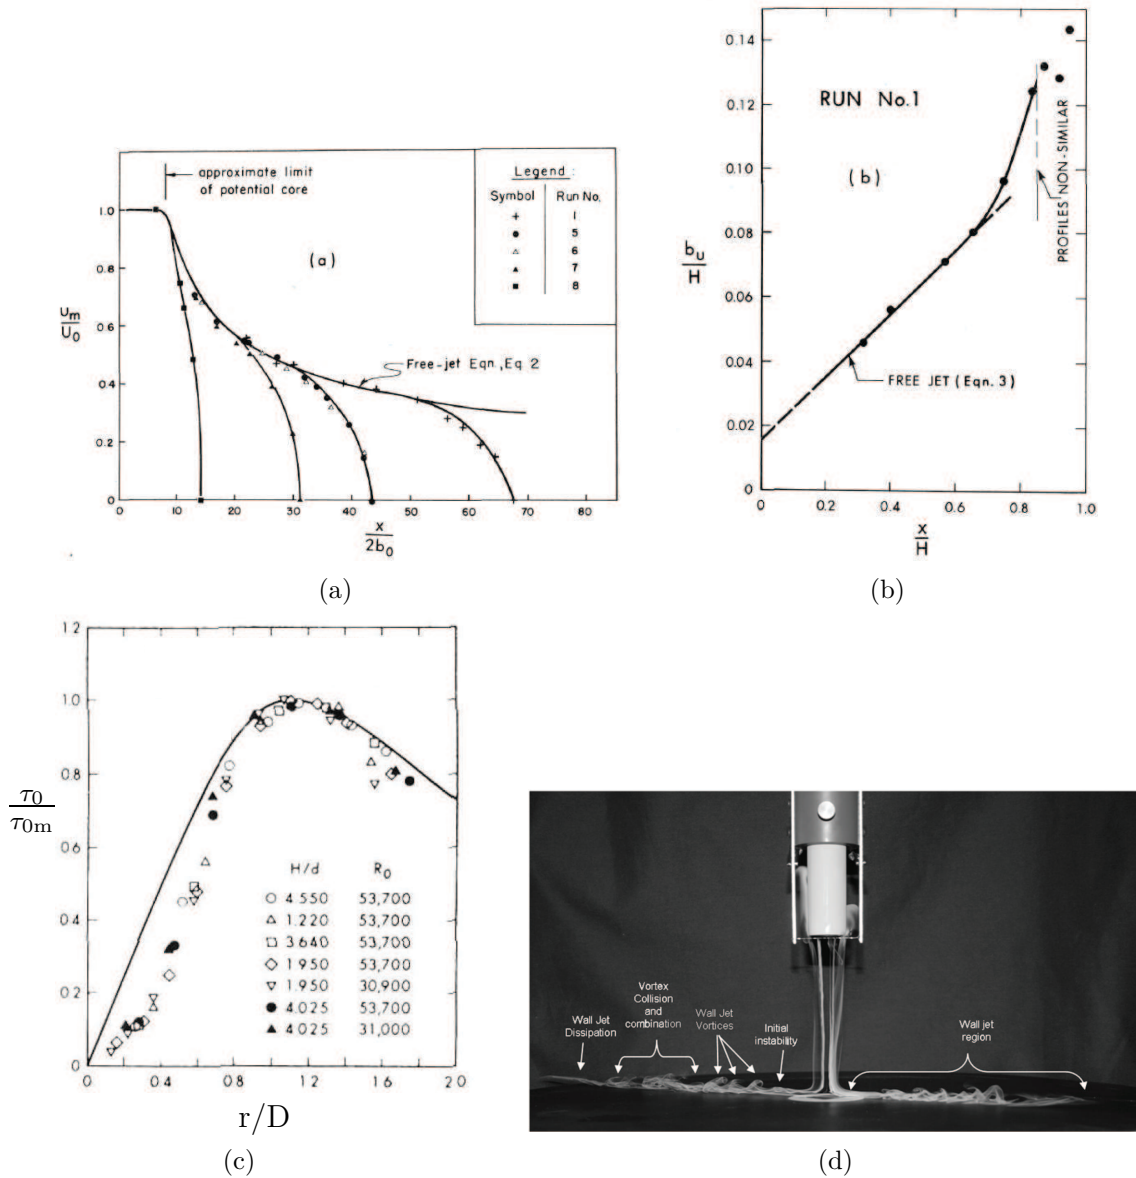 approximate limit
of potential core
Legend :
Symbol Run No.
+ 1
● 5
△ 6
▲ 7
■ 8
(a)
u_m/U_0
1.0
0.8
0.6
0.4
0.2
0
Free-jet Eqn., Eq. 2
0 10 20 30 40 50 60 70 80
x/2b_0
(a)
0.14
0.12
0.10
0.08
0.06
0.04
0.02
0
RUN No.1
(b)
b_u/H
PROFILES NON-SIMILAR
FREE JET (Eqn. 3)
0 0.2 0.4 0.6 0.8 1.0
x/H
(b)
1.2
1.0
0.8
0.6
0.4
0.2
0
τ_0/τ_0m
H/d R_0
○ 4.550 53,700
△ 1.220 53,700
□ 3.640 53,700
◇ 1.950 53,700
▽ 1.950 30,900
● 4.025 53,700
▲ 4.025 31,000
0 0.4 0.8 1.2 1.6 2.0
r/D
(c)
Wall Jet
Dissipation
Vortex
Collision
and
combination
Wall Jet
Vortices
Initial
instability
Wall jet
region
(d)